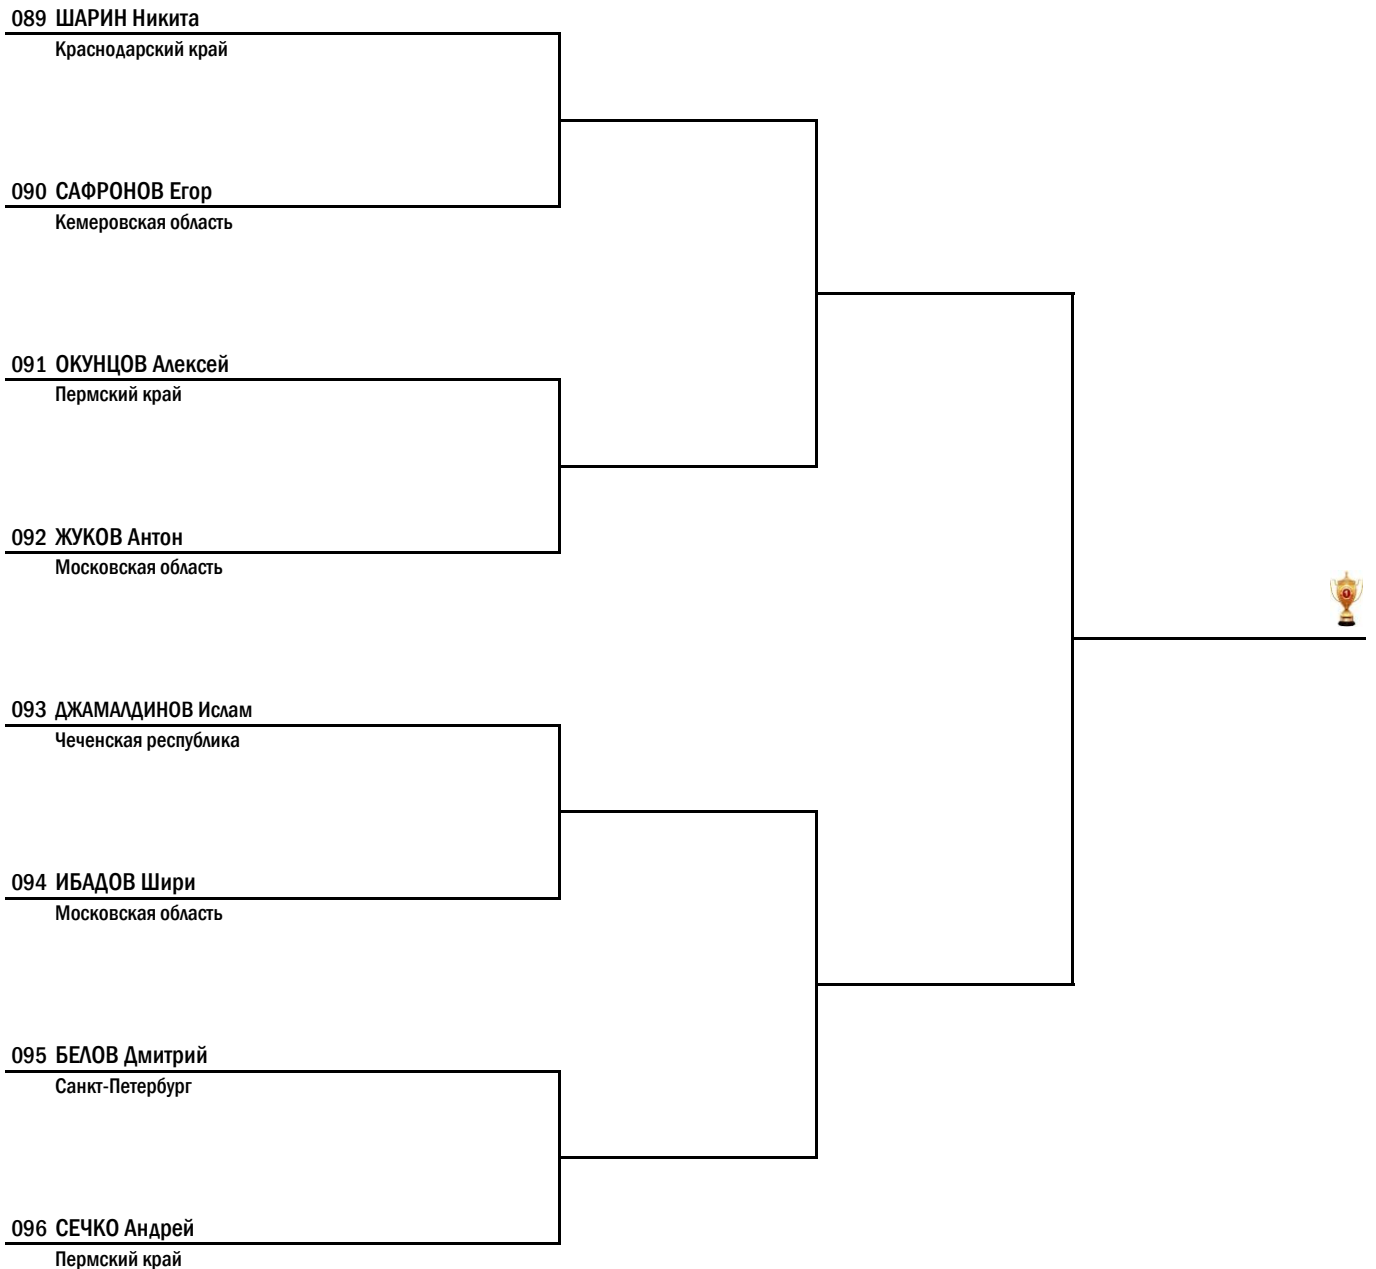 089 ШАРИН Никита
Краснодарский край
090 САФРОНОВ Егор
Кемеровская область
091 ОКУНЦОВ Алексей
Пермский край
092 ЖУКОВ Антон
Московская область
093 ДЖАМАЛДИНОВ Ислам
Чеченская республика
094 ИБАДОВ Шири
Московская область
095 БЕЛОВ Дмитрий
Санкт-Петербург
096 СЕЧКО Андрей
Пермский край